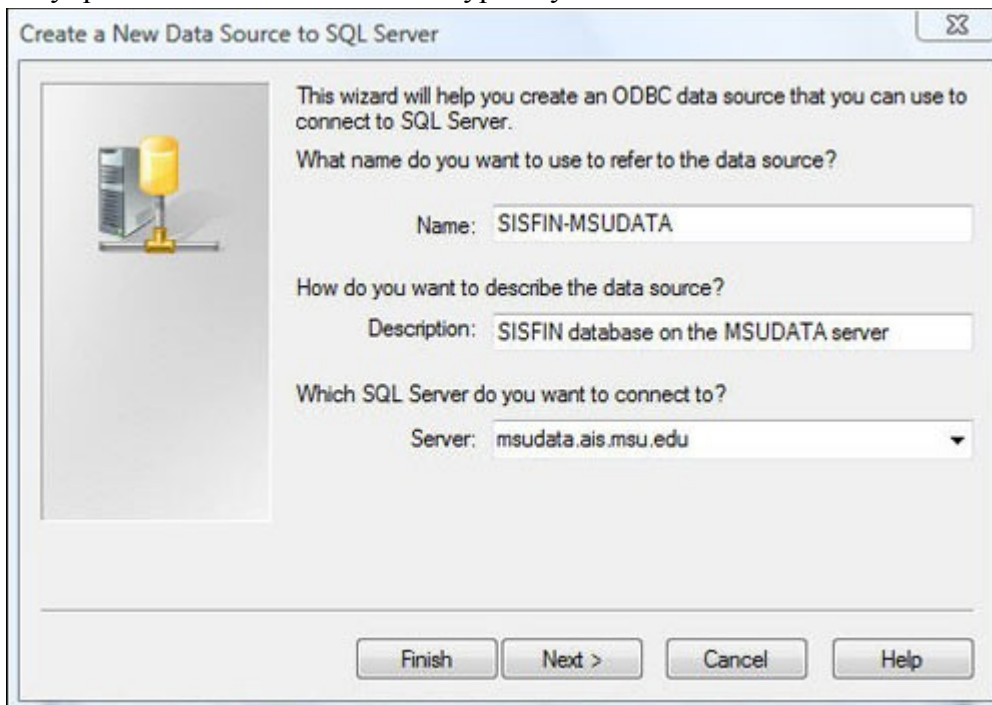 Create a New Data Source to SQL Server
This wizard will help you create an ODBC data source that you can use to
connect to SQL Server.
What name do you want to use to refer to the data source?
Name: SISFIN-MSUDATA
How do you want to describe the data source?
Description: SISFIN database on the MSUDATA server
Which SQL Server do you want to connect to?
Server: msudata.ais.msu.edu
Finish Next > Cancel Help